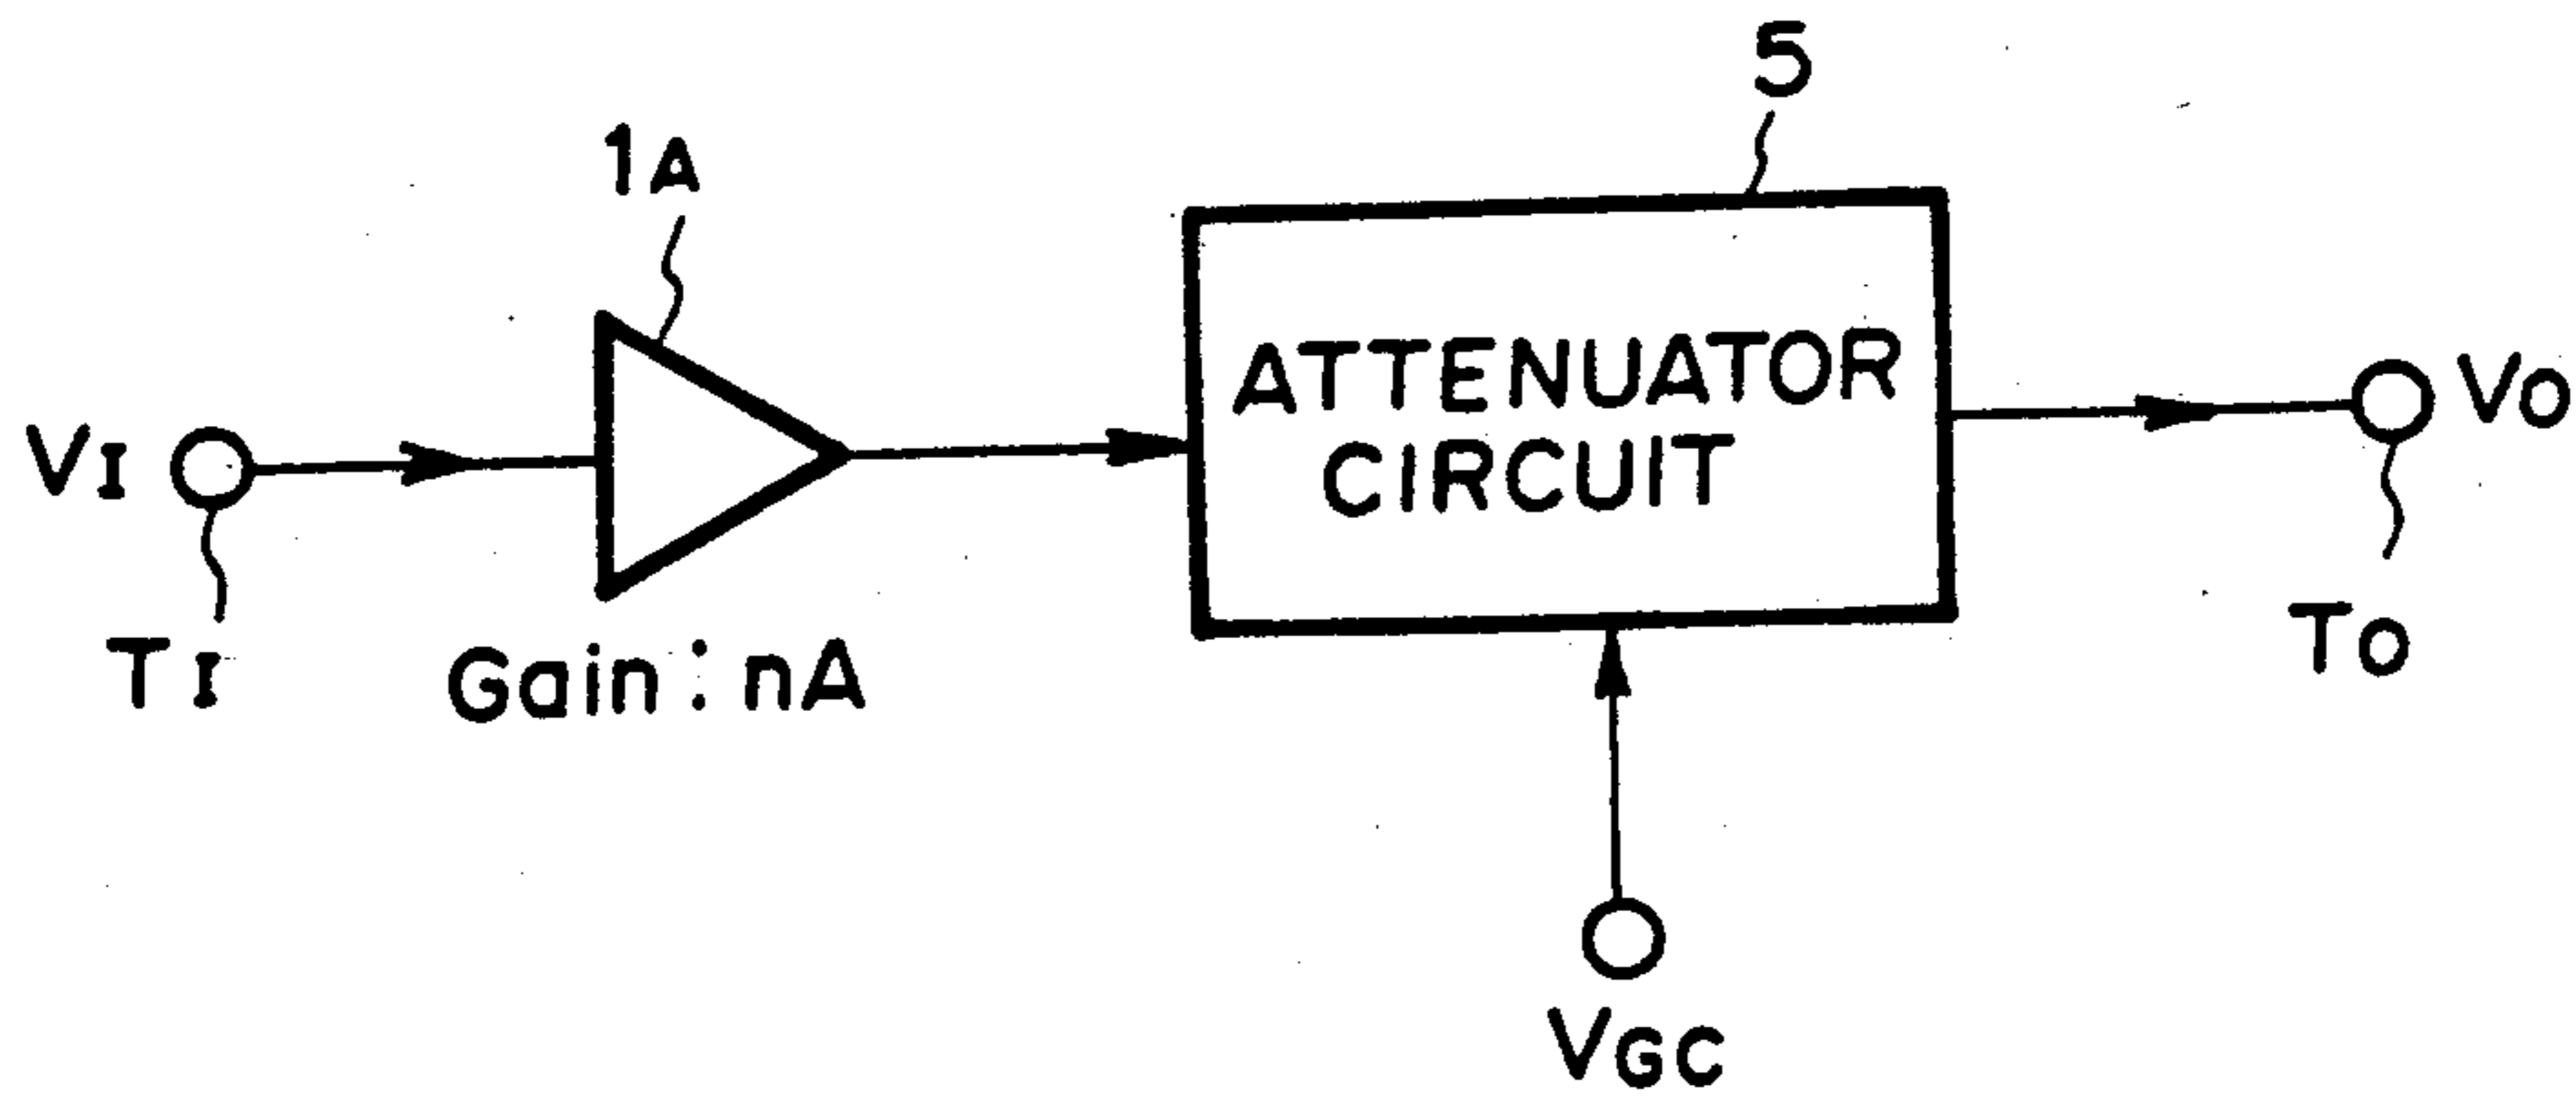 5
1A
ATTENUATOR
CIRCUIT
VI
VO
TI
TO
Gain: nA
VGC